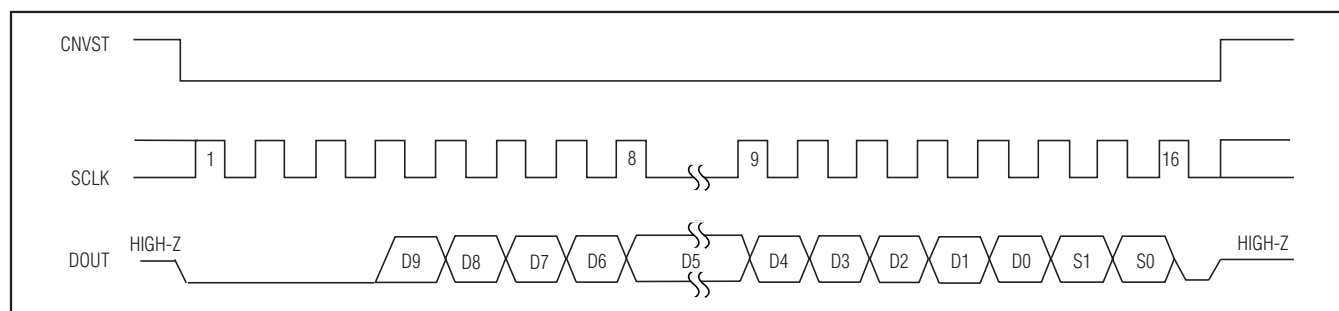 CNVST
1 8 9 16
SCLK
HIGH-Z HIGH-Z
DOUT D9 D8 D7 D6 D5 D4 D3 D2 D1 D0 S1 S0